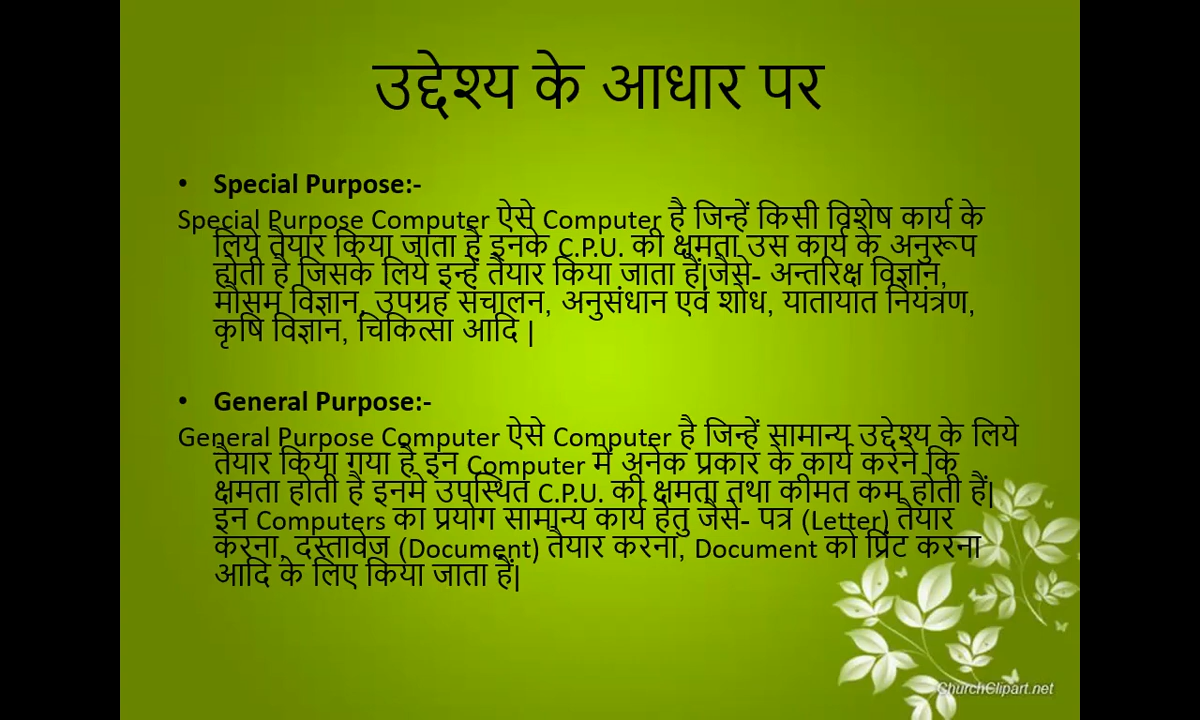 उद्देश्य के आधार पर
• Special Purpose:-
Special Purpose Computer ऐसे Computer है जिन्हें किसी विशेष कार्य के
लिये तैयार किया जाता है इनके C.P.U. की क्षमता उस कार्य के अनुरूप
होती है जिसके लिये इन्हें तैयार किया जाता हैं|जैसे- अन्तरिक्ष विज्ञान,
मौसम विज्ञान, उपग्रह संचालन, अनुसंधान एवं शोध, यातायात नियंत्रण,
कृषि विज्ञान, चिकित्सा आदि |
• General Purpose:-
General Purpose Computer ऐसे Computer है जिन्हें सामान्य उद्देश्य के लिये
तैयार किया गया है इन Computer में अनेक प्रकार के कार्य करने कि
क्षमता होती है इनमे उपस्थित C.P.U. की क्षमता तथा कीमत कम होती हैं|
इन Computers का प्रयोग सामान्य कार्य हेतु जैसे- पत्र (Letter) तैयार
करना, दस्तावेज (Document) तैयार करना, Document को प्रिंट करना
आदि के लिए किया जाता हैं|
ChurchClipart.net